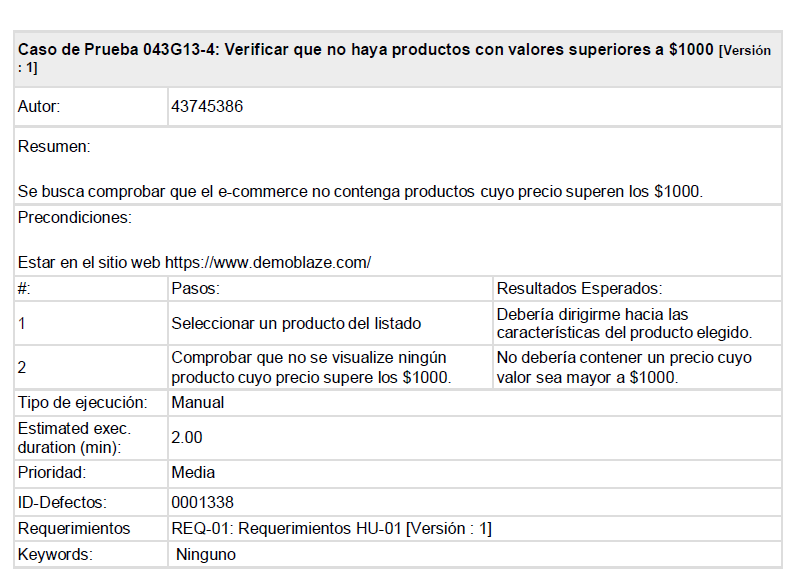 Caso de Prueba 043G13-4: Verificar que no haya productos con valores superiores a $1000 [Versión
: 1]
Autor: 43745386
Resumen:
Se busca comprobar que el e-commerce no contenga productos cuyo precio superen los $1000.
Precondiciones:
Estar en el sitio web https://www.demoblaze.com/
#: Pasos: Resultados Esperados:
1 Seleccionar un producto del listado Debería dirigirme hacia las
características del producto elegido.
2 Comprobar que no se visualize ningún
producto cuyo precio supere los $1000. No debería contener un precio cuyo
valor sea mayor a $1000.
Tipo de ejecución: Manual
Estimated exec.
duration (min): 2.00
Prioridad: Media
ID-Defectos: 0001338
Requerimientos REQ-01: Requerimientos HU-01 [Versión : 1]
Keywords: Ninguno